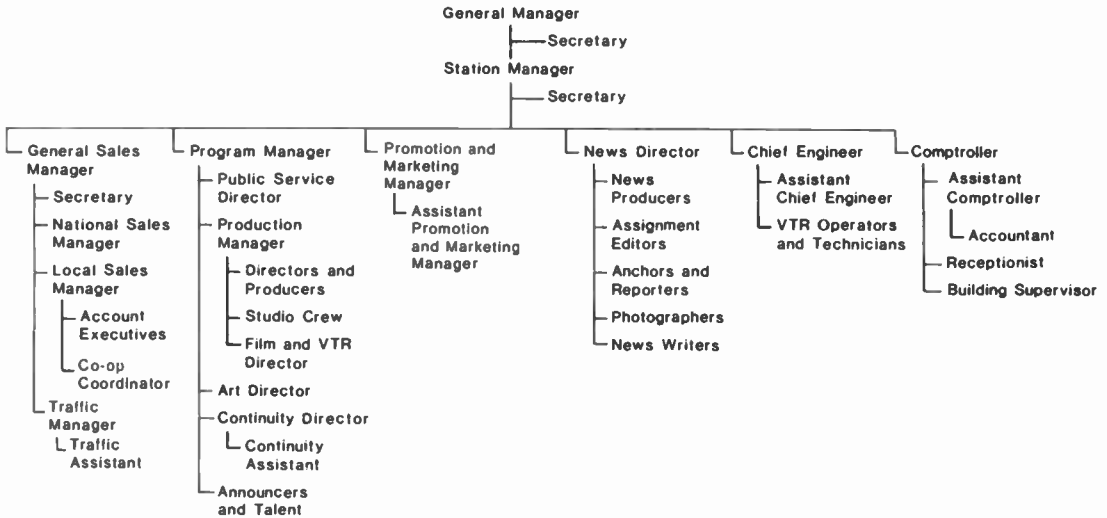 General Manager
Secretary
Station Manager
Secretary
General Sales
Manager
Secretary
National Sales
Manager
Local Sales
Manager
Account
Executives
Co-op
Coordinator
Traffic
Manager
Traffic
Assistant
Program Manager
Public Service
Director
Production
Manager
Directors and
Producers
Studio Crew
Film and VTR
Director
Art Director
Continuity Director
Continuity
Assistant
Announcers
and Talent
Promotion and
Marketing
Manager
Assistant
Promotion
and Marketing
Manager
News Director
News
Producers
Assignment
Editors
Anchors and
Reporters
Photographers
News Writers
Chief Engineer
Assistant
Chief Engineer
VTR Operators
and Technicians
Comptroller
Assistant
Comptroller
Accountant
Receptionist
Building Supervisor